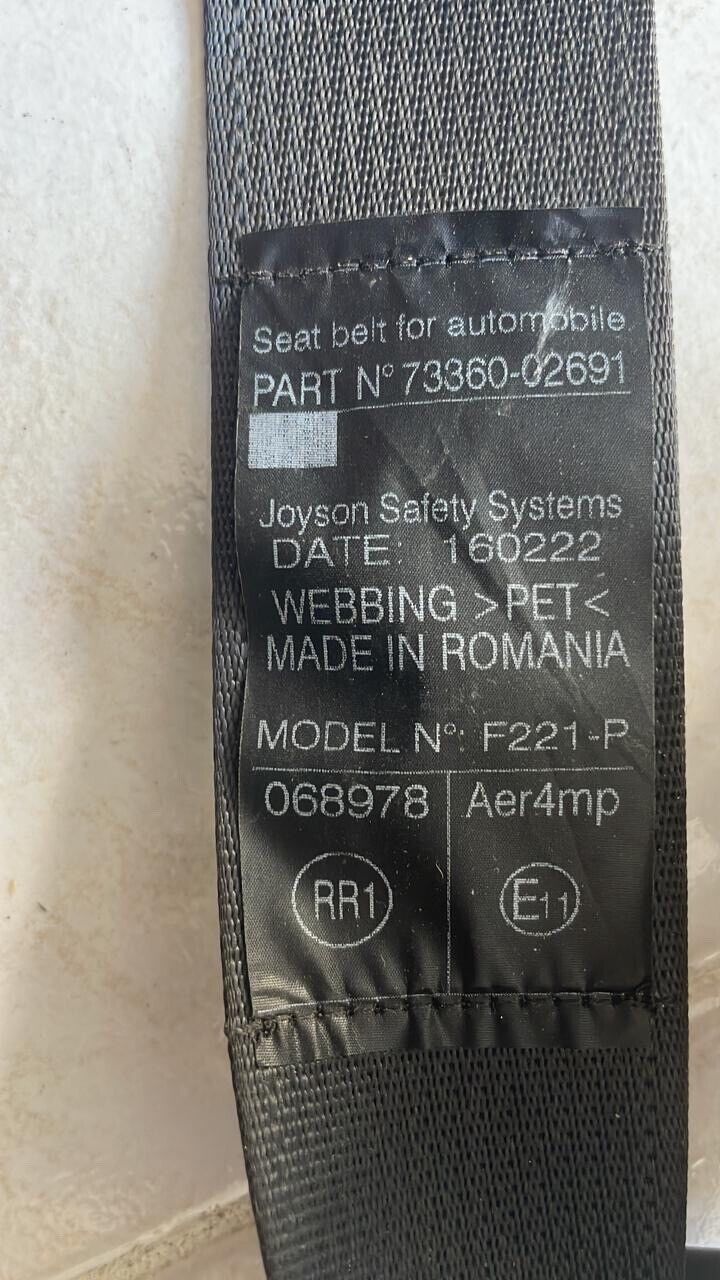 Seat belt for automobile
PART N° 73360-02691
Joyson Safety Systems
DATE: 160222
WEBBING >PET<
MADE IN ROMANIA
MODEL N°: F221-P
068978 Aer4mp
RR1 E11